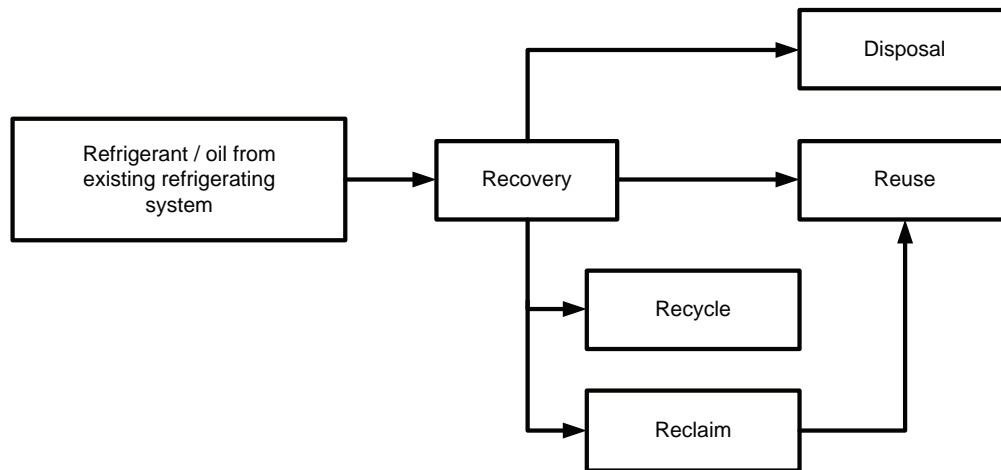 Disposal
Refrigerant / oil from
existing refrigerating
system
Recovery
Reuse
Recycle
Reclaim